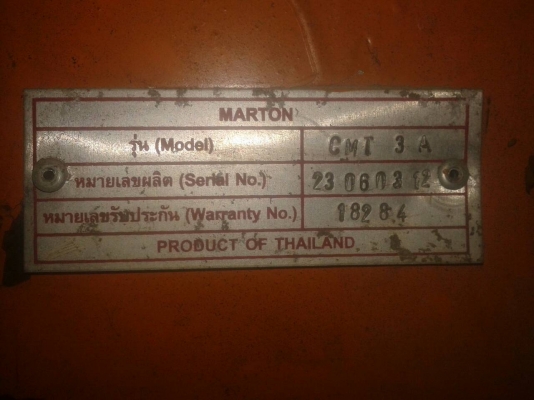 MARTON
รุ่น (Model) CMT 3 A
หมายเลขผลิต (Serial No.) 23 0603 12
หมายเลขรับประกัน (Warranty No.) 18284
PRODUCT OF THAILAND